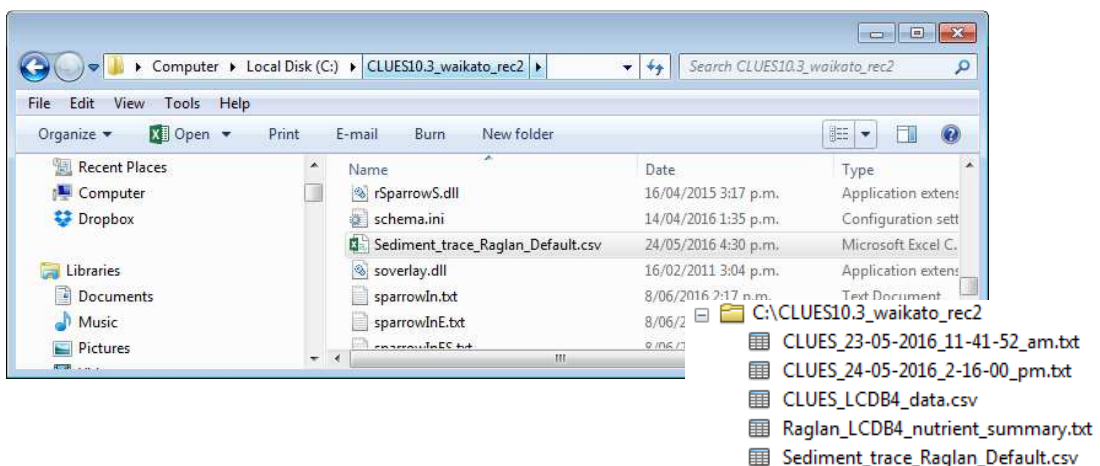 Computer ▸ Local Disk (C:) ▸ CLUES10.3_waikato_rec2 ▸ Search CLUES10.3_waikato_rec2
File Edit View Tools Help
Organize Open Print E-mail Burn New folder
Recent Places
Computer
Dropbox
Libraries
Documents
Music
Pictures
Name Date Type
rSparrowS.dll 16/04/2015 3:17 p.m. Application extens
schema.ini 14/04/2016 1:35 p.m. Configuration sett
Sediment_trace_Raglan_Default.csv 24/05/2016 4:30 p.m. Microsoft Excel C.
soverlay.dll 16/02/2011 3:04 p.m. Application extens
sparrowIn.txt 8/06/2016 2:17 p.m. Text Document
sparrowInE.txt 8/06/2
sparrowInES.txt
C:\CLUES10.3_waikato_rec2
CLUES_23-05-2016_11-41-52_am.txt
CLUES_24-05-2016_2-16-00_pm.txt
CLUES_LCDB4_data.csv
Raglan_LCDB4_nutrient_summary.txt
Sediment_trace_Raglan_Default.csv